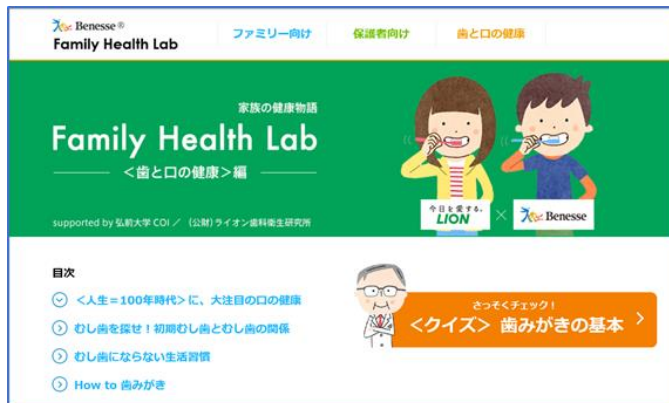 Benesse®
Family Health Lab
ファミリー向け
保護者向け
歯と口の健康
家族の健康物語
Family Health Lab
＜歯と口の健康＞編
supported by 弘前大学 COI ／ （公財）ライオン歯科衛生研究所
今日を愛する。
LION
×
Benesse
目次
＜人生＝100年時代＞に、大注目の口の健康
むし歯を探せ！初期むし歯とむし歯の関係
むし歯にならない生活習慣
How to 歯みがき
さっそくチェック！
＜クイズ＞ 歯みがきの基本